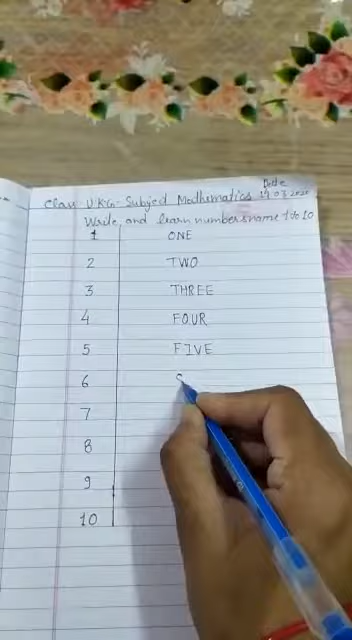 Date
Class U.K.G. Subject Mathematics
Write and learn numbers name 1 to 10
1 ONE
2 TWO
3 THREE
4 FOUR
5 FIVE
6 S
7
8
9
10